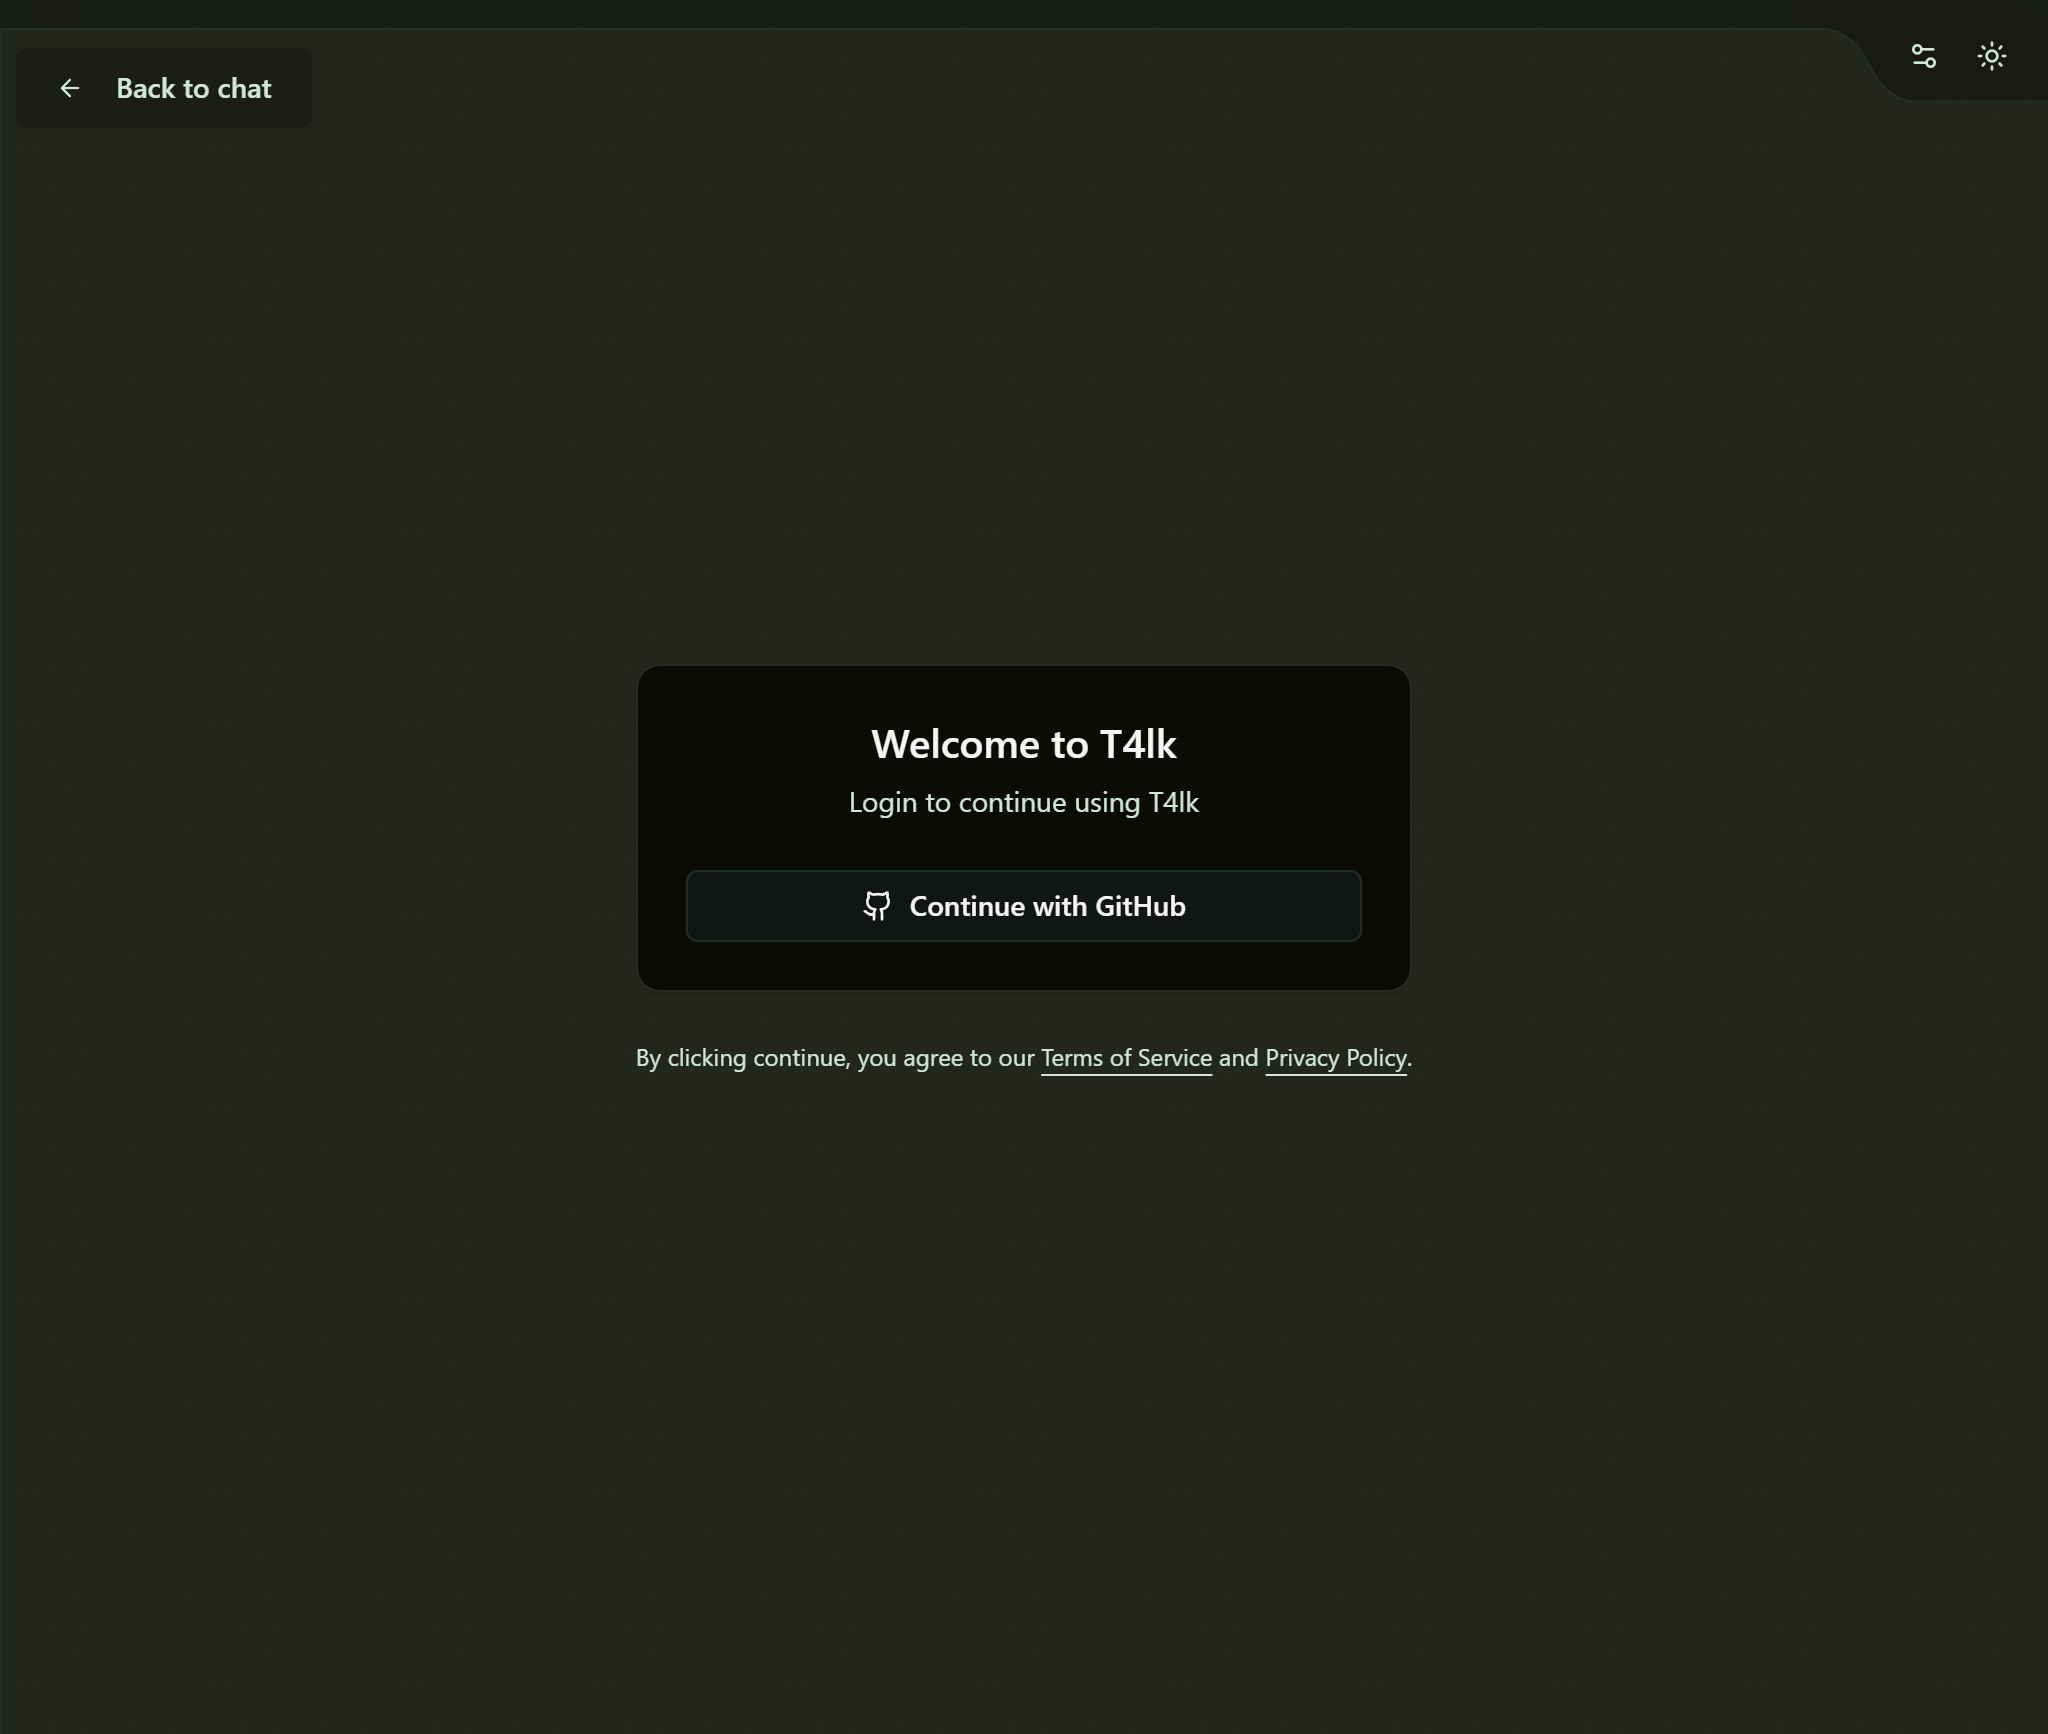 Back to chat
Welcome to T4lk
Login to continue using T4lk
Continue with GitHub
By clicking continue, you agree to our Terms of Service and Privacy Policy.